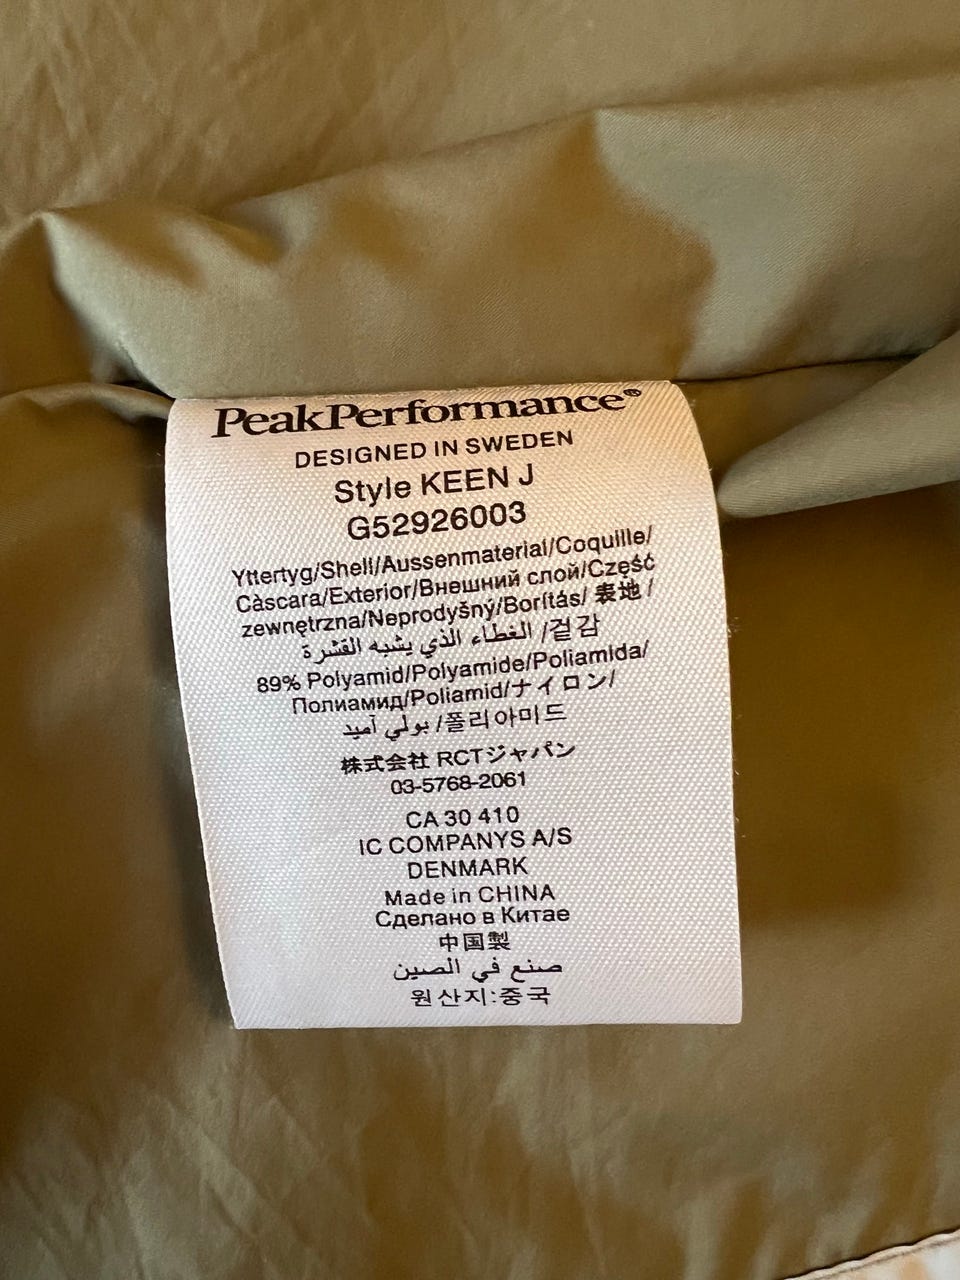 PeakPerformance®
DESIGNED IN SWEDEN
Style KEEN J
G52926003
Yttertyg/Shell/Aussenmaterial/Coquille/
Càscara/Exterior/Внешний слой/Część
zewnętrzna/Neprodyšný/Borítás/ 表地 /
الغطاء الذي يشبه القشرة /겉감
89% Polyamid/Polyamide/Poliamida/
Полиамид/Poliamid/ナイロン/
بولي آميد /폴리아미드
株式会社 RCTジャパン
03-5768-2061
CA 30 410
IC COMPANYS A/S
DENMARK
Made in CHINA
Сделано в Китае
中国製
صنع في الصين
원산지:중국